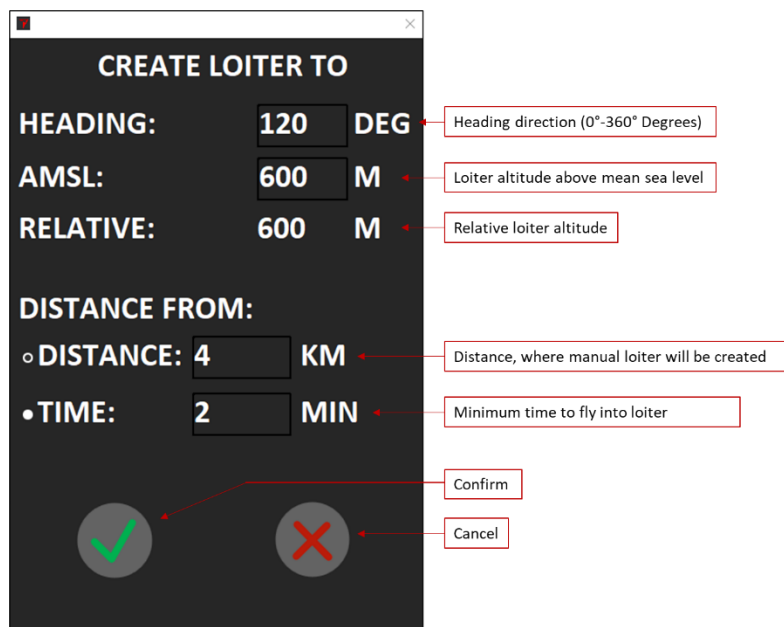 CREATE LOITER TO
HEADING: 120 DEG
Heading direction (0°-360° Degrees)
AMSL: 600 M
Loiter altitude above mean sea level
RELATIVE: 600 M
Relative loiter altitude
DISTANCE FROM:
DISTANCE: 4 KM
Distance, where manual loiter will be created
TIME: 2 MIN
Minimum time to fly into loiter
Confirm
Cancel